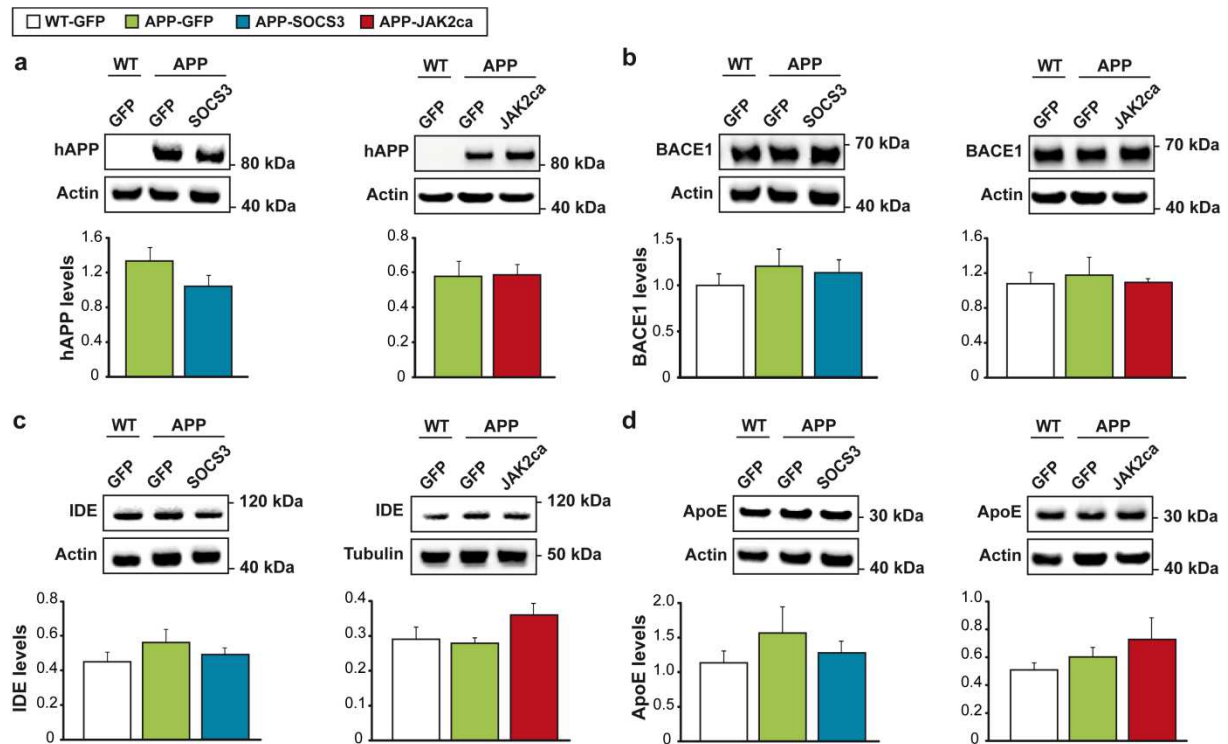 WT-GFP APP-GFP APP-SOCS3 APP-JAK2ca
a
WT APP
GFP GFP SOCS3
hAPP 80 kDa
Actin 40 kDa
hAPP levels
1.6
1.2
0.8
0.4
0
WT APP
GFP GFP JAK2ca
hAPP 80 kDa
Actin 40 kDa
0.8
0.6
0.4
0.2
0
b
WT APP
GFP GFP SOCS3
BACE1 70 kDa
Actin 40 kDa
BACE1 levels
1.5
1.0
0.5
0
WT APP
GFP GFP JAK2ca
BACE1 70 kDa
Actin 40 kDa
1.6
1.2
0.8
0.4
0
c
WT APP
GFP GFP SOCS3
IDE 120 kDa
Actin 40 kDa
IDE levels
0.8
0.6
0.4
0.2
0
WT APP
GFP GFP JAK2ca
IDE 120 kDa
Tubulin 50 kDa
0.4
0.3
0.2
0.1
0
d
WT APP
GFP GFP SOCS3
ApoE 30 kDa
Actin 40 kDa
ApoE levels
2.0
1.5
1.0
0.5
0
WT APP
GFP GFP JAK2ca
ApoE 30 kDa
Actin 40 kDa
1.0
0.8
0.6
0.4
0.2
0